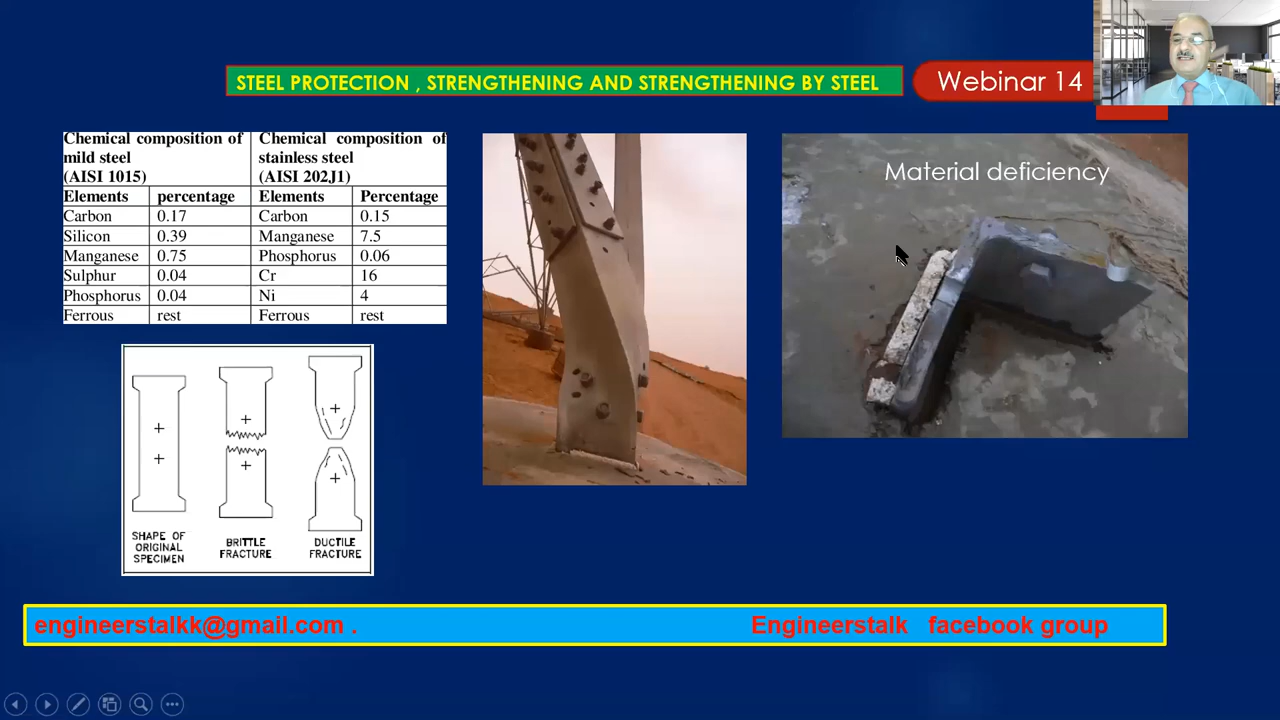 STEEL PROTECTION , STRENGTHENING AND STRENGTHENING BY STEEL
Webinar 14
Chemical composition of mild steel (AISI 1015)
Chemical composition of stainless steel (AISI 202J1)
Elements percentage Elements Percentage
Carbon 0.17 Carbon 0.15
Silicon 0.39 Manganese 7.5
Manganese 0.75 Phosphorus 0.06
Sulphur 0.04 Cr 16
Phosphorus 0.04 Ni 4
Ferrous rest Ferrous rest
Material deficiency
SHAPE OF
ORIGINAL
SPECIMEN
BRITTLE
FRACTURE
DUCTILE
FRACTURE
engineerstalkk@gmail.com .
Engineerstalk facebook group